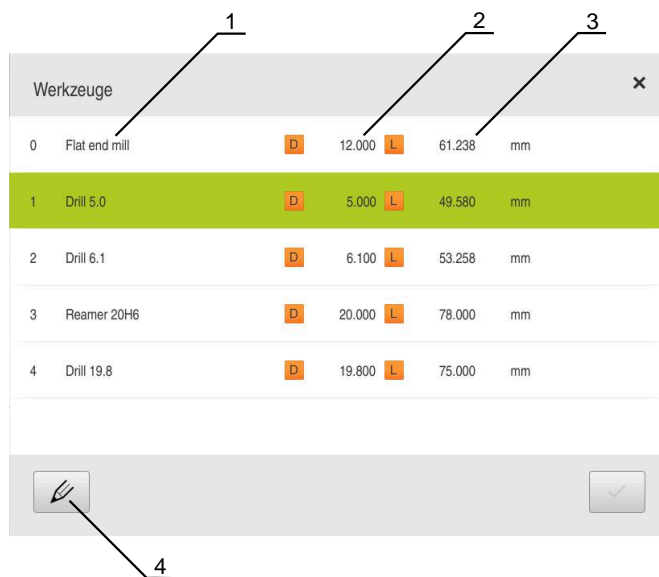 1 2 3
Werkzeuge ×
0 Flat end mill D 12.000 L 61.238 mm
1 Drill 5.0 D 5.000 L 49.580 mm
2 Drill 6.1 D 6.100 L 53.258 mm
3 Reamer 20H6 D 20.000 L 78.000 mm
4 Drill 19.8 D 19.800 L 75.000 mm
4